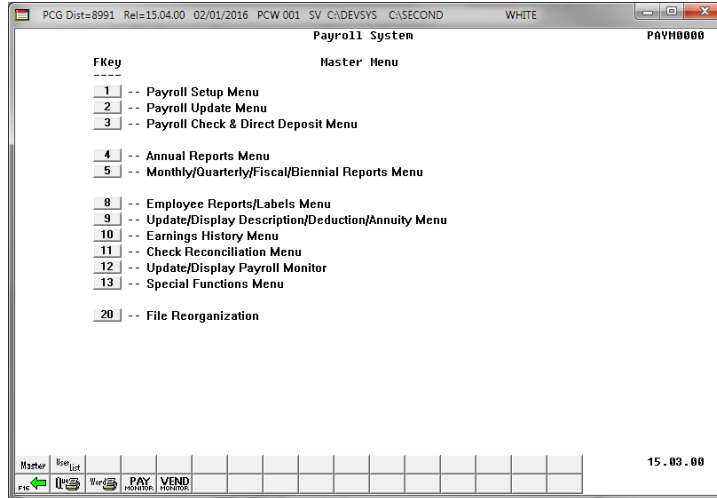 PCG Dist=8991 Rel=15.04.00 02/01/2016 PCW 001 SV C:\DEVSYS C:\SECOND WHITE
Payroll System PAYM0000
FKey Master Menu
----
1 -- Payroll Setup Menu
2 -- Payroll Update Menu
3 -- Payroll Check & Direct Deposit Menu
4 -- Annual Reports Menu
5 -- Monthly/Quarterly/Fiscal/Biennial Reports Menu
8 -- Employee Reports/Labels Menu
9 -- Update/Display Description/Deduction/Annuity Menu
10 -- Earnings History Menu
11 -- Check Reconciliation Menu
12 -- Update/Display Payroll Monitor
13 -- Special Functions Menu
20 -- File Reorganization
Master User List 15.03.00
F16 Que Word PAY MONITOR VEND MONITOR